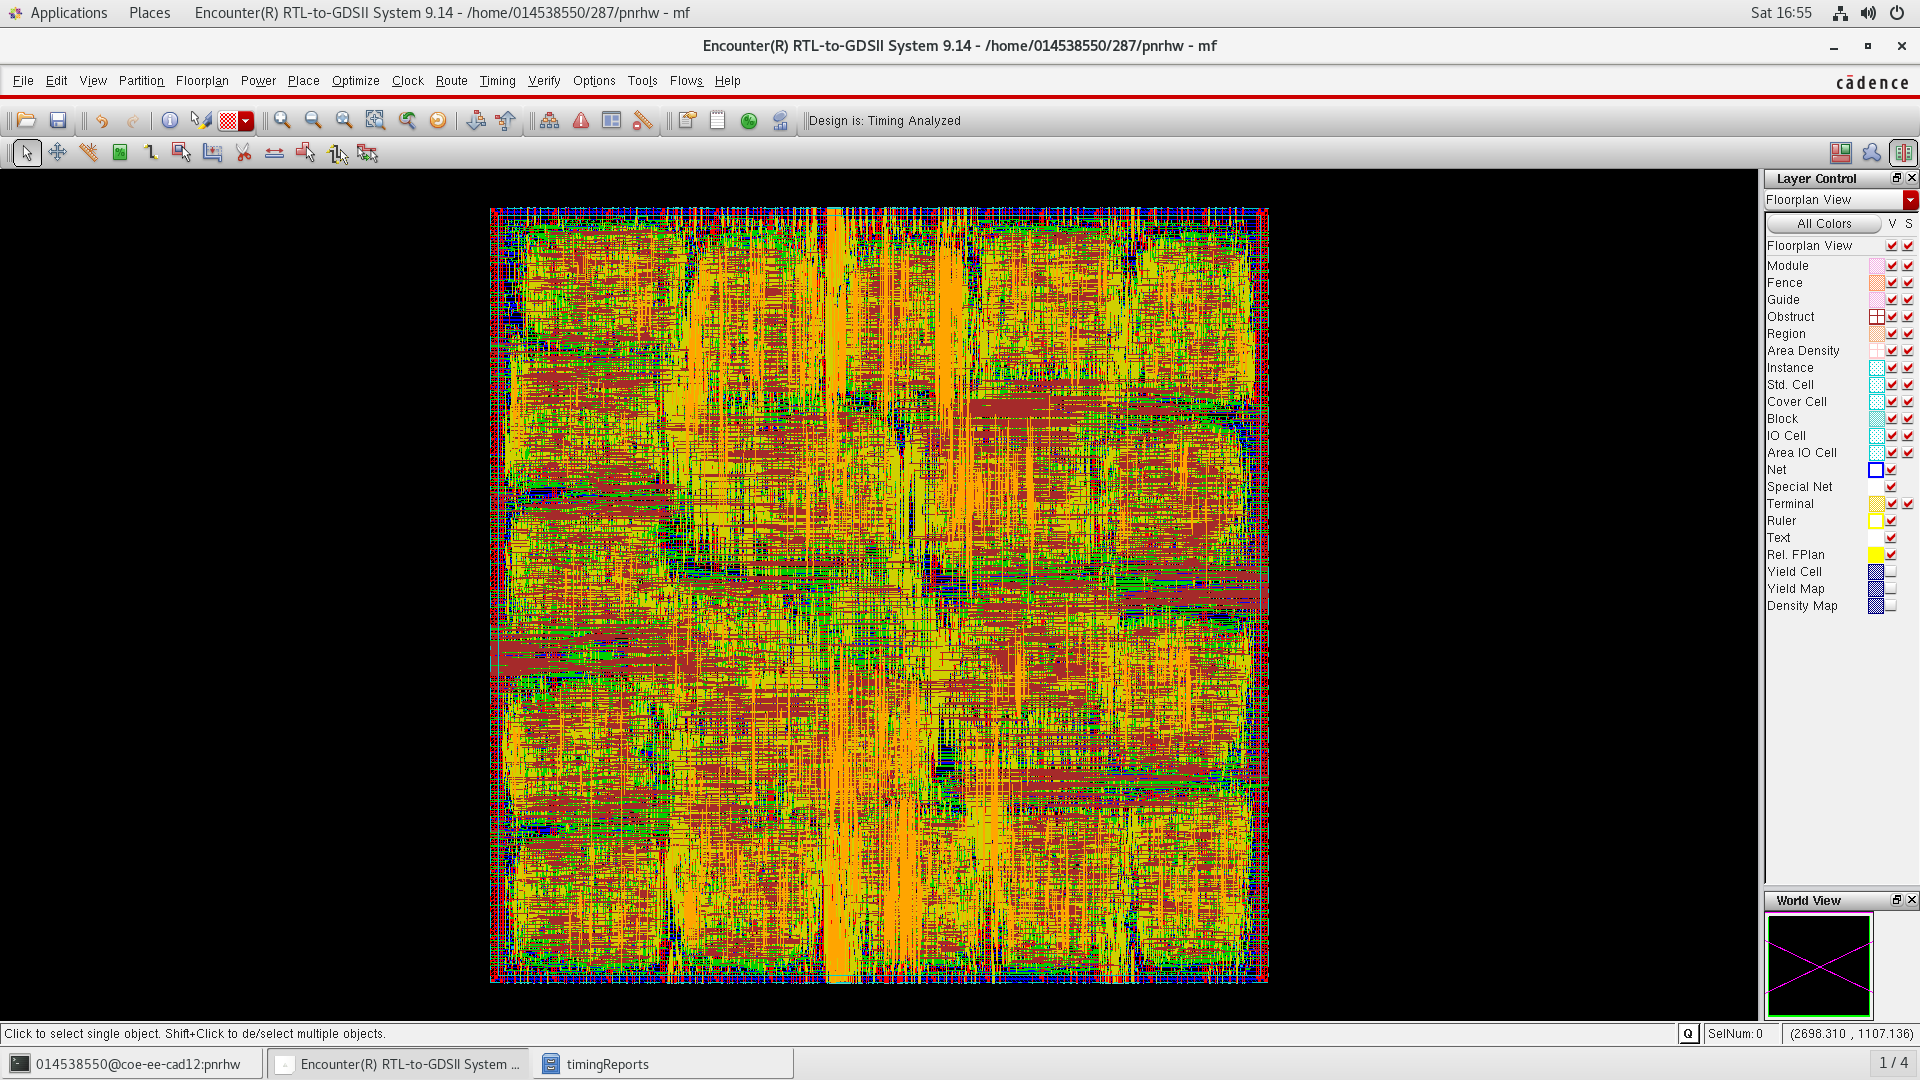 Applications Places Encounter(R) RTL-to-GDSII System 9.14 - /home/014538550/287/pnrhw - mf Sat 16:55
Encounter(R) RTL-to-GDSII System 9.14 - /home/014538550/287/pnrhw - mf
File Edit View Partition Floorplan Power Place Optimize Clock Route Timing Verify Options Tools Flows Help
cādence
Design is: Timing Analyzed
Layer Control
Floorplan View
All Colors V S
Floorplan View
Module
Fence
Guide
Obstruct
Region
Area Density
Instance
Std. Cell
Cover Cell
Block
IO Cell
Area IO Cell
Net
Special Net
Terminal
Ruler
Text
Rel. FPlan
Yield Cell
Yield Map
Density Map
World View
Click to select single object. Shift+Click to de/select multiple objects. Q SelNum: 0 (2698.310 , 1107.136)
014538550@coe-ee-cad12:pnrhw Encounter(R) RTL-to-GDSII System ... timingReports 1 / 4